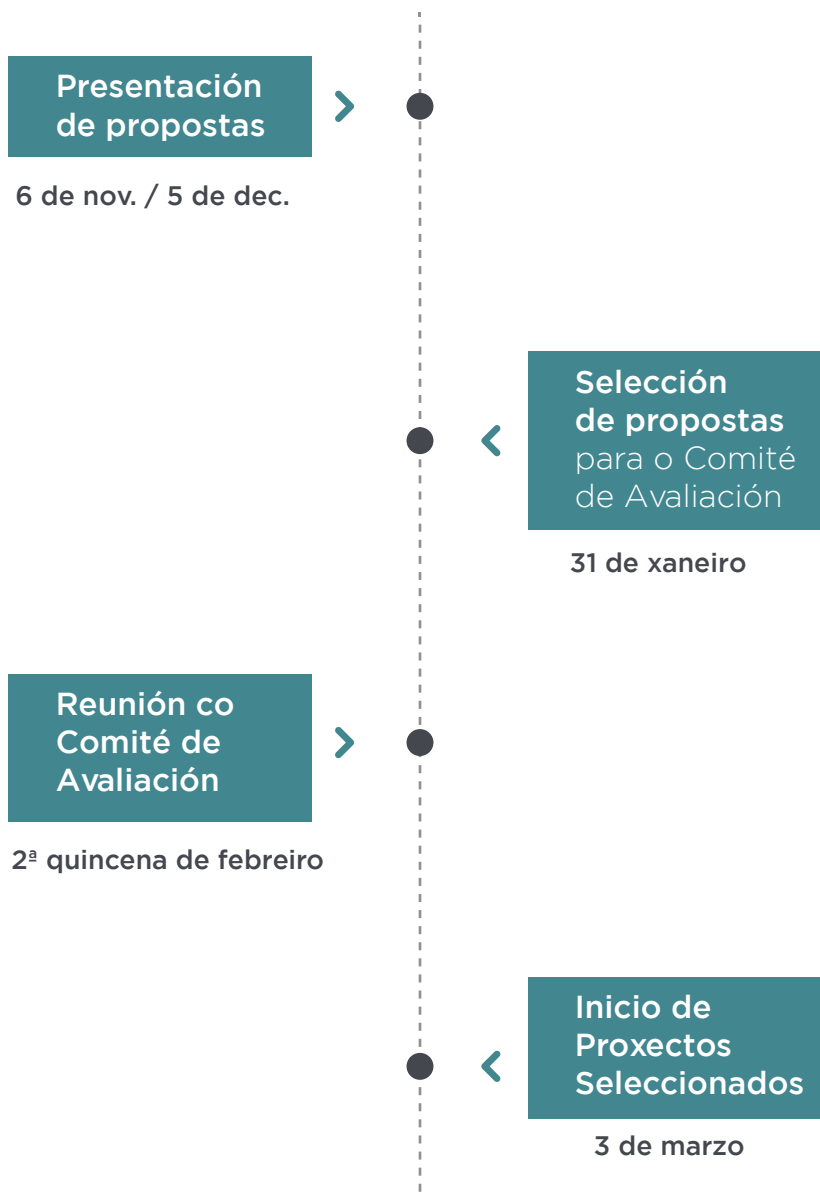 Presentación
de propostas
6 de nov. / 5 de dec.
Selección
de propostas
para o Comité
de Avaliación
31 de xaneiro
Reunión co
Comité de
Avaliación
2ª quincena de febreiro
Inicio de
Proxectos
Seleccionados
3 de marzo